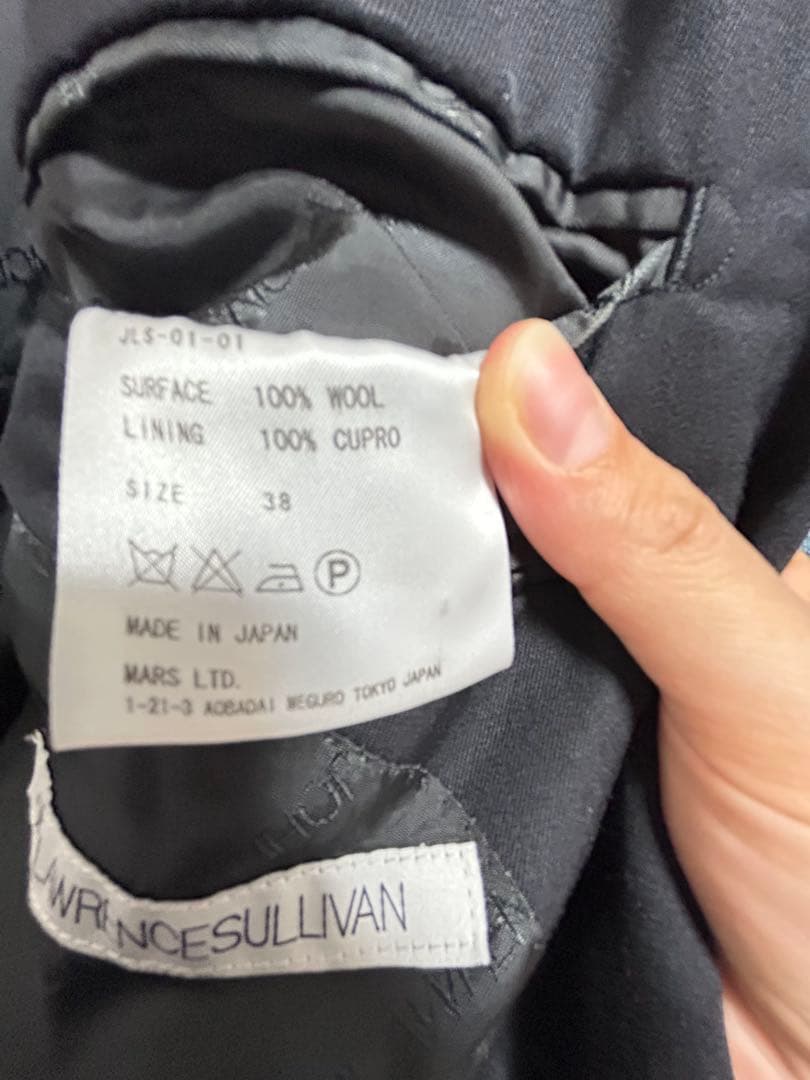 JLS-01-01
SURFACE 100% WOOL
LINING 100% CUPRO
SIZE 38
P
MADE IN JAPAN
MARS LTD.
1-21-3 AOBADAI MEGURO TOKYO JAPAN
LAWRENCESULLIVAN